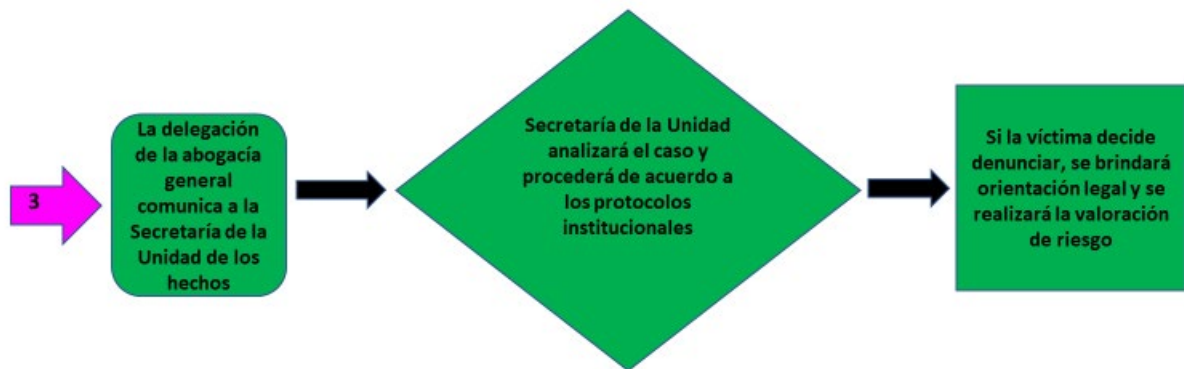 3
La delegación
de la abogacía
general
comunica a la
Secretaría de la
Unidad de los
hechos
Secretaría de la Unidad
analizará el caso y
procederá de acuerdo a
los protocolos
institucionales
Si la víctima decide
denunciar, se brindará
orientación legal y se
realizará la valoración
de riesgo